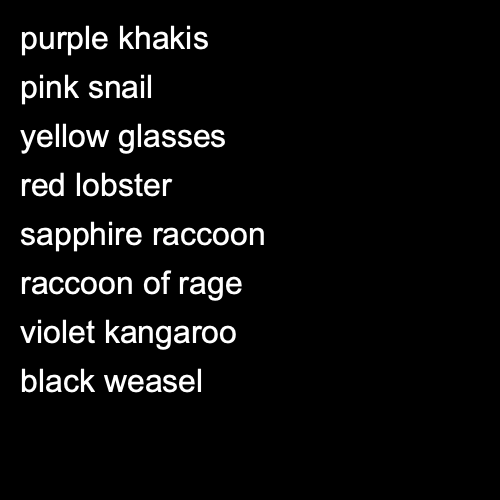 purple khakis
pink snail
yellow glasses
red lobster
sapphire raccoon
raccoon of rage
violet kangaroo
black weasel